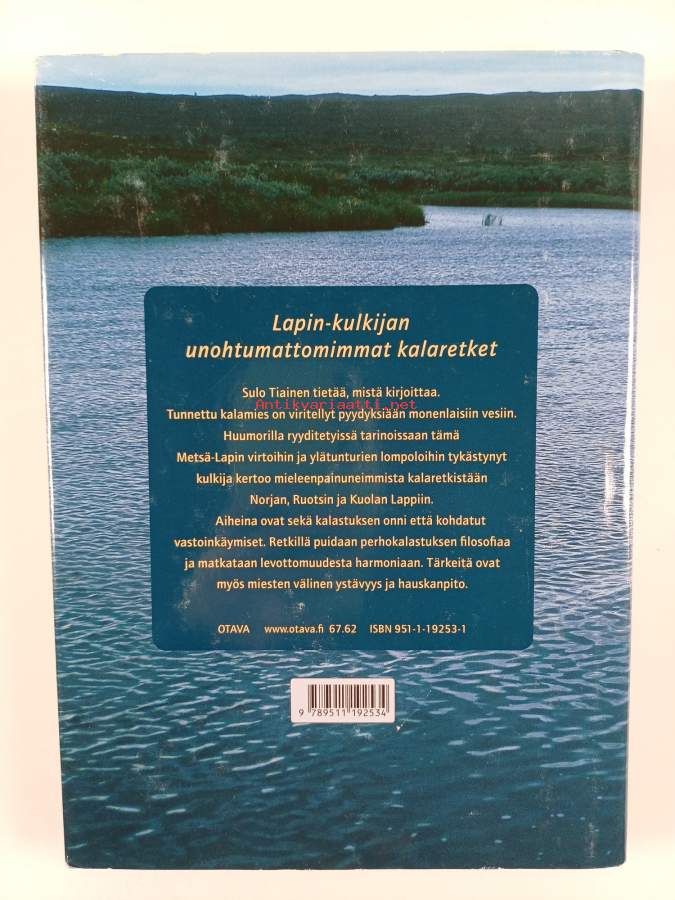 Lapin-kulkijan
unohtumattomimmat kalaretket
Sulo Tiainen tietää, mistä kirjoittaa.
Antikvariaatti.net
Tunnettu kalamies on viritellyt pyydyksiään monenlaisiin vesiin.
Huumorilla ryyditetyissä tarinoissaan tämä
Metsä-Lapin virtoihin ja ylätunturien lompoloihin tykästynyt
kulkija kertoo mieleenpainuneimmista kalaretkistään
Norjan, Ruotsin ja Kuolan Lappiin.
Aiheina ovat sekä kalastuksen onni että kohdatut
vastoinkäymiset. Retkillä puidaan perhokalastuksen filosofiaa
ja matkataan levottomuudesta harmoniaan. Tärkeitä ovat
myös miesten välinen ystävyys ja hauskanpito.
OTAVA www.otava.fi 67.62 ISBN 951-1-19253-1
9 789511 192534